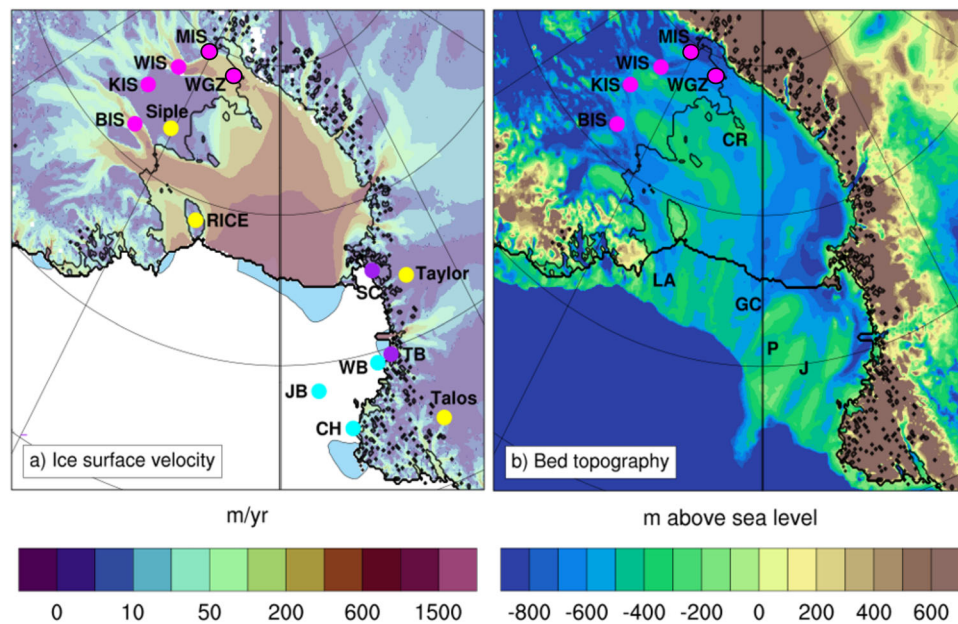 MIS
WIS
KIS
WGZ
Siple
BIS
RICE
Taylor
SC
TB
WB
JB
Talos
CH
a) Ice surface velocity
MIS
WIS
KIS
WGZ
BIS
CR
LA
GC
P
J
b) Bed topography
m/yr
m above sea level
0 10 50 200 600 1500
-800 -600 -400 -200 0 200 400 600